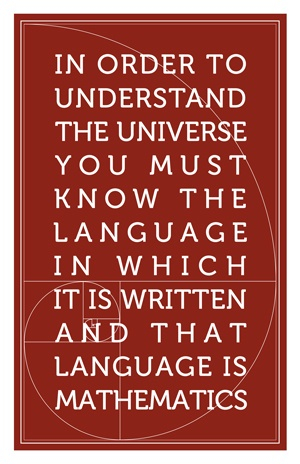 IN ORDER TO
UNDERSTAND
THE UNIVERSE
YOU MUST
KNOW THE
LANGUAGE
IN WHICH
IT IS WRITTEN
AND THAT
LANGUAGE IS
MATHEMATICS